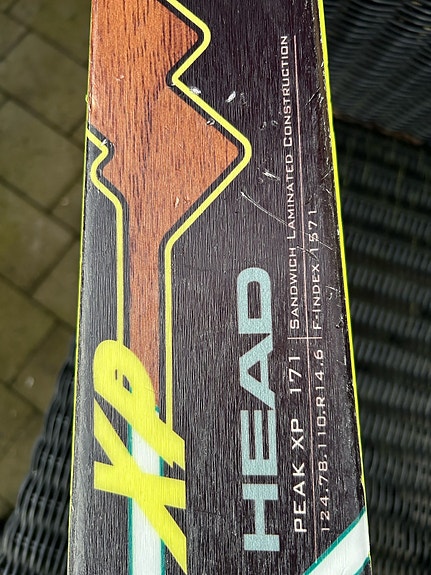 XP
HEAD
PEAK XP 171
SANDWICH LAMINATED CONSTRUCTION
124.78.110.R14.6
F-INDEX 1571